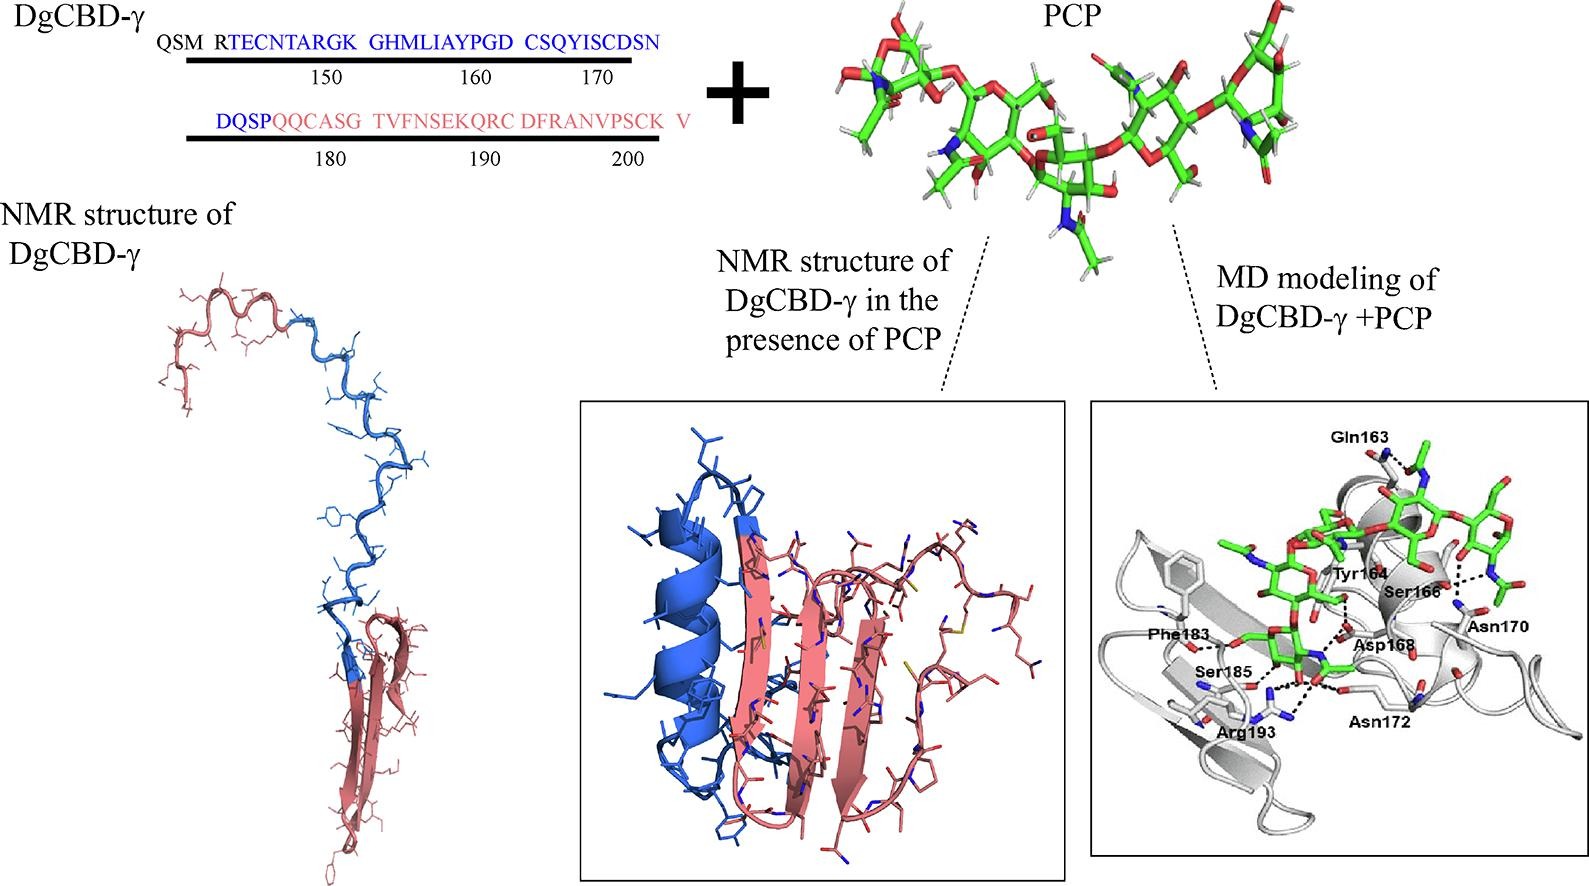 DgCBD-γ
QSM RTECNTARGK GHMLIAYPGD CSQYISCDSN
150 160 170
DQSPQQCASG TVFNSEKQRC DFRANVPSCK V
180 190 200
+
PCP
NMR structure of
DgCBD-γ
NMR structure of
DgCBD-γ in the
presence of PCP
MD modeling of
DgCBD-γ +PCP
Gln163
Tyr164
Ser166
Asn170
Phe183
Asp168
Ser185
Asn172
Arg193